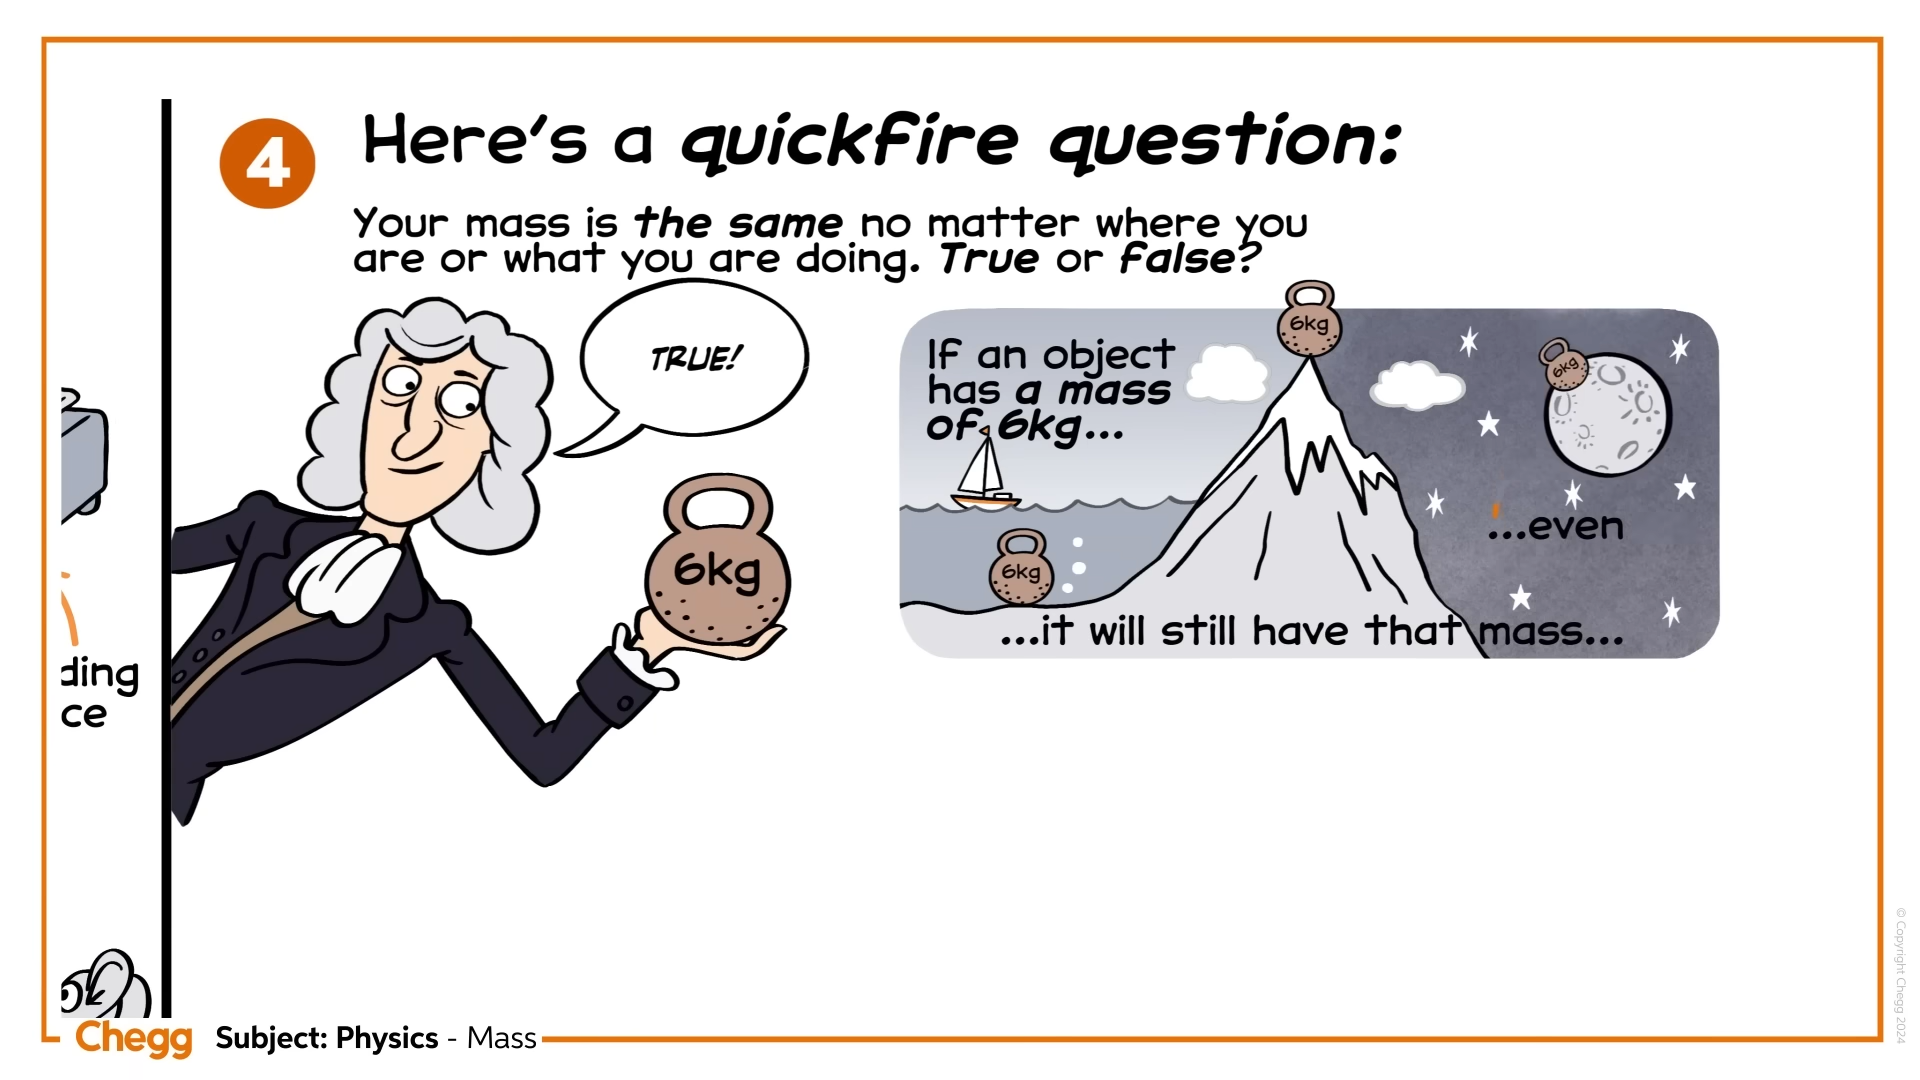 4
Here's a quickfire question:
Your mass is the same no matter where you
are or what you are doing. True or false?
TRUE!
6kg
If an object
has a mass
of 6kg...
6kg
6kg
6kg
...even
...it will still have that mass...
ding
ce
Chegg
Subject: Physics - Mass
© Copyright Chegg 2024